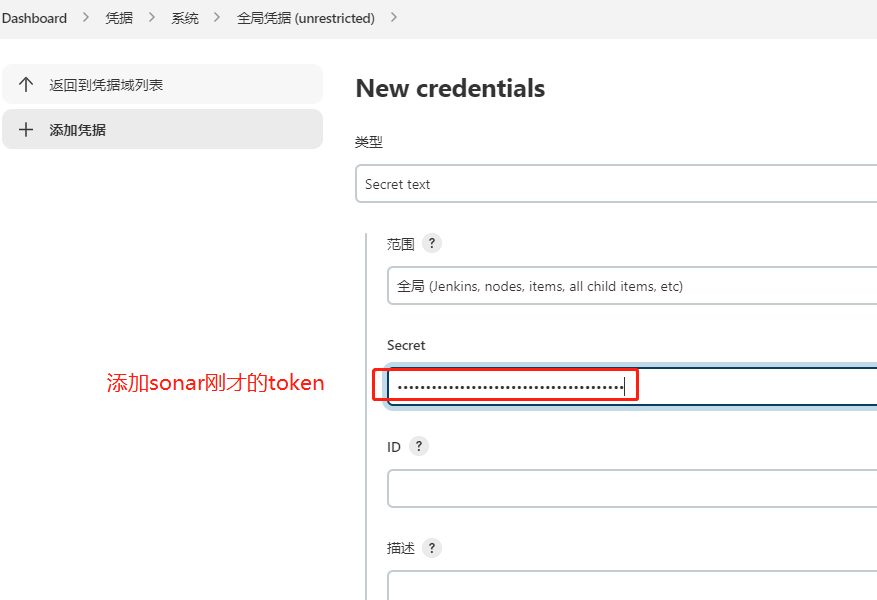 Dashboard > 凭据 > 系统 > 全局凭据 (unrestricted) >
返回到凭据域列表
添加凭据
New credentials
类型
Secret text
范围 ?
全局 (Jenkins, nodes, items, all child items, etc)
Secret
添加sonar刚才的token
ID ?
描述 ?